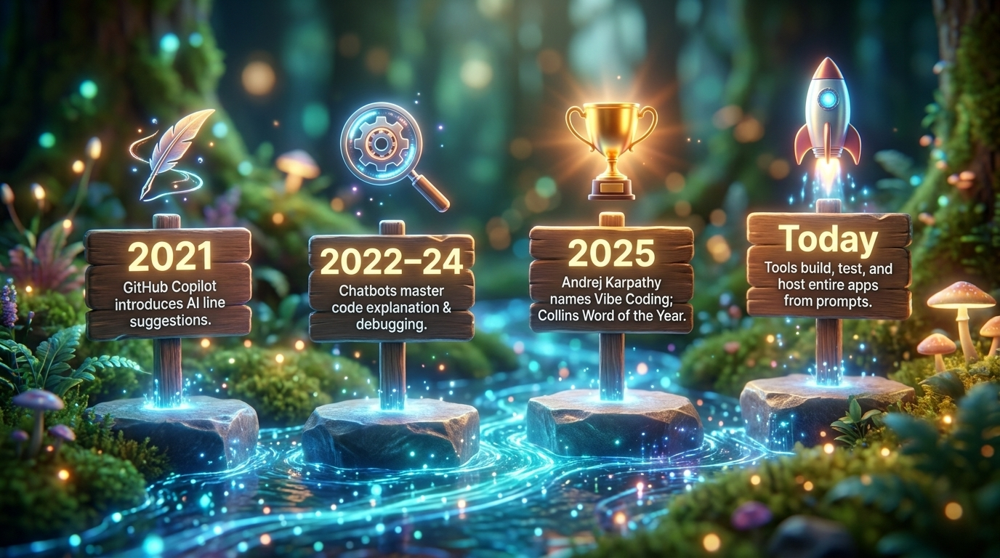 2021
GitHub Copilot
introduces AI line
suggestions.
2022–24
Chatbots master
code explanation &
debugging.
2025
Andrej Karpathy
names Vibe Coding;
Collins Word of the Year.
Today
Tools build, test, and
host entire apps
from prompts.